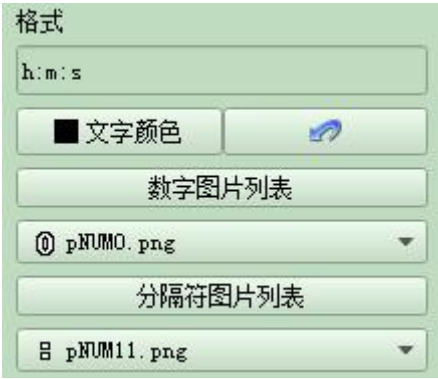 格式
h:m:s
文字颜色
数字图片列表
pNUM0.png
分隔符图片列表
pNUM11.png